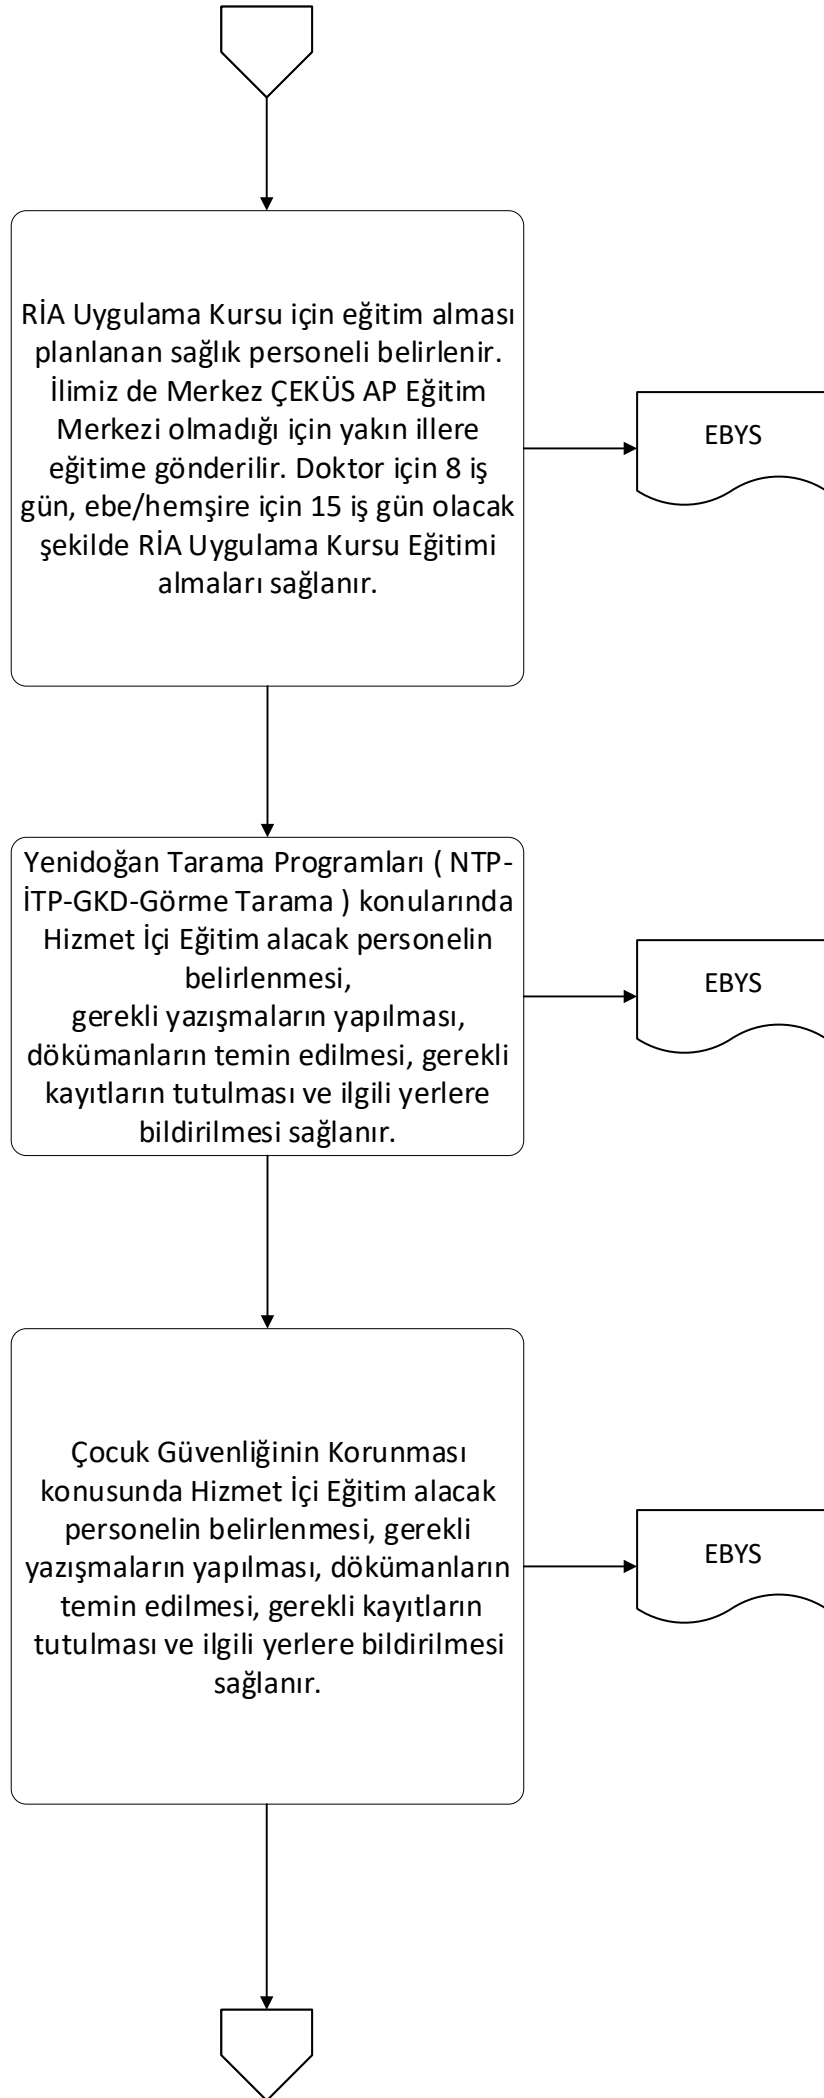 RİA Uygulama Kursu için eğitim alması
planlanan sağlık personeli belirlenir.
İlimiz de Merkez ÇEKÜS AP Eğitim
Merkezi olmadığı için yakın illere
eğitime gönderilir. Doktor için 8 iş
gün, ebe/hemşire için 15 iş gün olacak
şekilde RİA Uygulama Kursu Eğitimi
almaları sağlanır.
EBYS
Yenidoğan Tarama Programları ( NTP-
İTP-GKD-Görme Tarama ) konularında
Hizmet İçi Eğitim alacak personelin
belirlenmesi,
gerekli yazışmaların yapılması,
dökümanların temin edilmesi, gerekli
kayıtların tutulması ve ilgili yerlere
bildirilmesi sağlanır.
EBYS
Çocuk Güvenliğinin Korunması
konusunda Hizmet İçi Eğitim alacak
personelin belirlenmesi, gerekli
yazışmaların yapılması, dökümanların
temin edilmesi, gerekli kayıtların
tutulması ve ilgili yerlere bildirilmesi
sağlanır.
EBYS